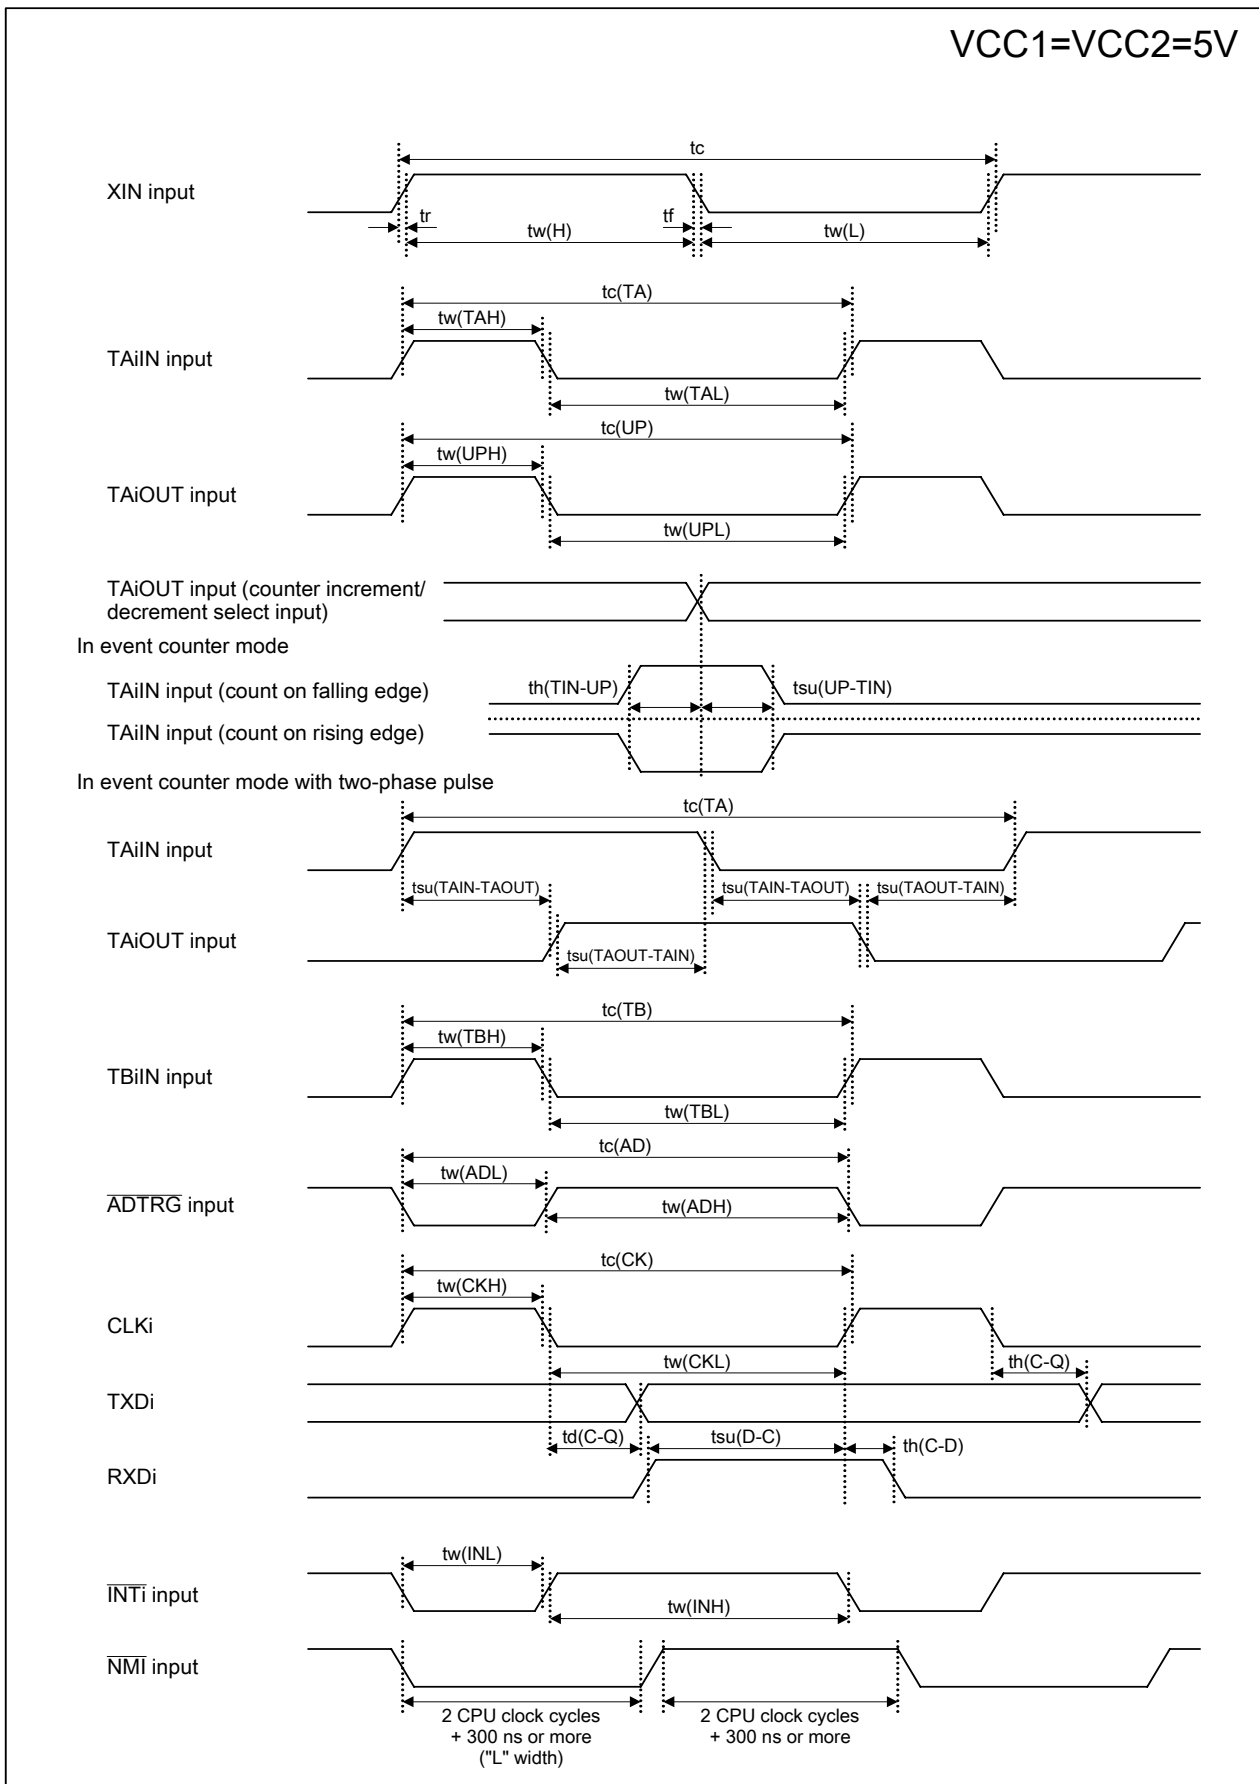 VCC1=VCC2=5V
tc
XIN input
tr
tf
tw(H)
tw(L)
tc(TA)
tw(TAH)
TAiIN input
tw(TAL)
tc(UP)
tw(UPH)
TAiOUT input
tw(UPL)
TAiOUT input (counter increment/
decrement select input)
In event counter mode
TAiIN input (count on falling edge)
th(TIN-UP)
tsu(UP-TIN)
TAiIN input (count on rising edge)
In event counter mode with two-phase pulse
tc(TA)
TAiIN input
tsu(TAIN-TAOUT)
tsu(TAIN-TAOUT)
tsu(TAOUT-TAIN)
TAiOUT input
tsu(TAOUT-TAIN)
tc(TB)
tw(TBH)
TBiIN input
tw(TBL)
tc(AD)
tw(ADL)
ADTRG input
tw(ADH)
tc(CK)
tw(CKH)
CLKi
tw(CKL)
th(C-Q)
TXDi
td(C-Q)
tsu(D-C)
th(C-D)
RXDi
tw(INL)
INTi input
tw(INH)
NMI input
2 CPU clock cycles
+ 300 ns or more
("L" width)
2 CPU clock cycles
+ 300 ns or more